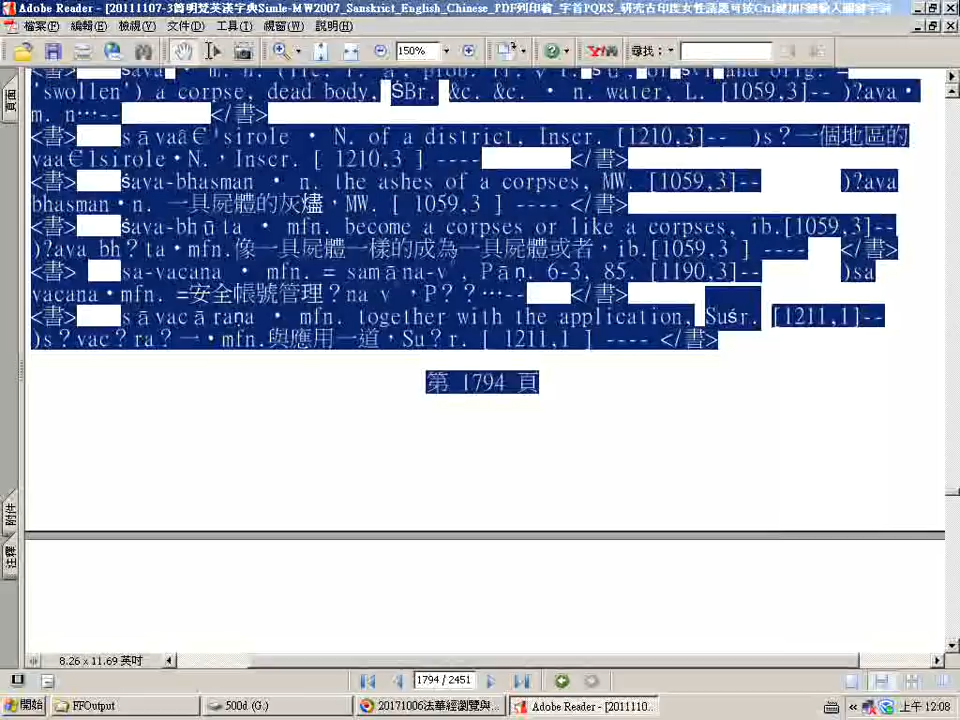 Adobe Reader - [20111107-3簡明梵英漢字典Simle-MW2007_Sanskrict_English_Chinese_PDF列印檔_字首PQRS_研究古印度女性議題可按Ctrl鍵加F鍵輸入關鍵字詞
檔案(F) 編輯(E) 檢視(V) 文件(D) 工具(T) 視窗(W) 說明(H)
150% 尋找：
頁面
'swollen') a corpse, dead body, ŚBr. &c. &c. • n. water, L. [1059,3]-- )?ava•
m. n…-- </書>
<書> sāvaâ€˙sirole • N. of a district, Inscr. [1210,3]-- )s？一個地區的
vaa€lsirole•N.，Inscr. [ 1210,3 ] ---- </書>
<書> śava-bhasman • n. the ashes of a corpses, MW. [1059,3]-- )?ava
bhasman•n. 一具屍體的灰燼，MW. [ 1059,3 ] ---- </書>
<書> śava-bhūta • mfn. become a corpses or like a corpses, ib.[1059,3]--
)?ava bh？ta•mfn.像一具屍體一樣的成為一具屍體或者，ib.[1059,3 ] ---- </書>
<書> sa-vacana • mfn. = samāna-v , Pāṇ. 6-3, 85. [1190,3]-- )sa
vacana•mfn. =安全帳號管理？na v ，P？？…-- </書>
<書> sāvacāraṇa • mfn. together with the application, Suśr. [1211,1]--
)s？vac？ra？一•mfn.與應用一道，Su？r. [ 1211,1 ] ---- </書>
第 1794 頁
附件
注釋
8.26 x 11.69 英吋
1794 / 2451
開始 FFOutput 500d (G:) 20171006法華經瀏覽與... Adobe Reader - [2011110... 上午 12:08